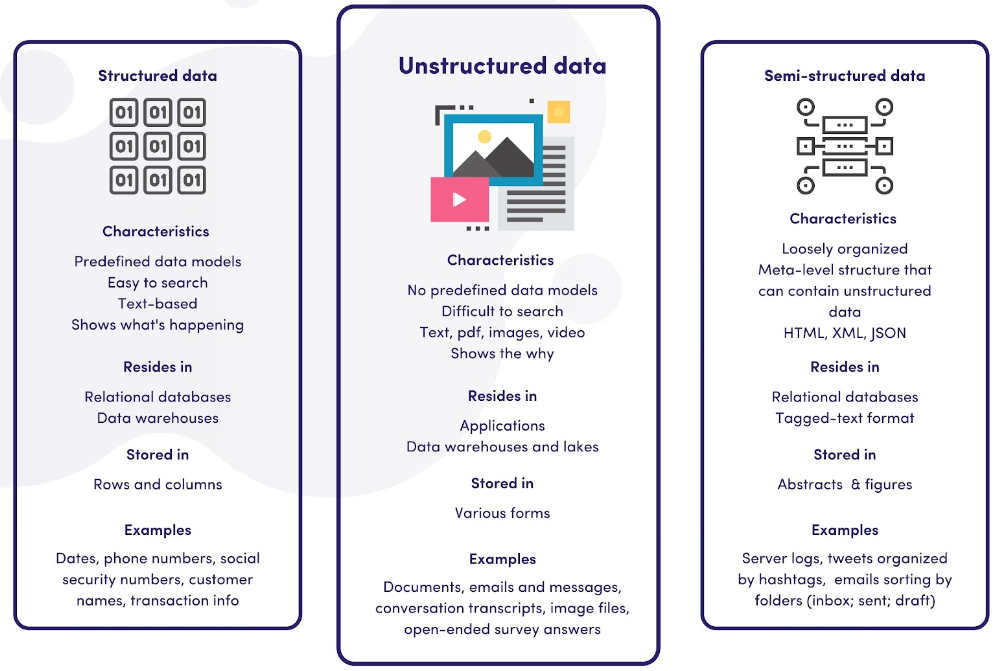 Structured data
01 01 01
01 01 01
01 01 01
Characteristics
Predefined data models
Easy to search
Text-based
Shows what's happening
Resides in
Relational databases
Data warehouses
Stored in
Rows and columns
Examples
Dates, phone numbers, social
security numbers, customer
names, transaction info
Unstructured data
Characteristics
No predefined data models
Difficult to search
Text, pdf, images, video
Shows the why
Resides in
Applications
Data warehouses and lakes
Stored in
Various forms
Examples
Documents, emails and messages,
conversation transcripts, image files,
open-ended survey answers
Semi-structured data
Characteristics
Loosely organized
Meta-level structure that
can contain unstructured
data
HTML, XML, JSON
Resides in
Relational databases
Tagged-text format
Stored in
Abstracts & figures
Examples
Server logs, tweets organized
by hashtags, emails sorting by
folders (inbox; sent; draft)